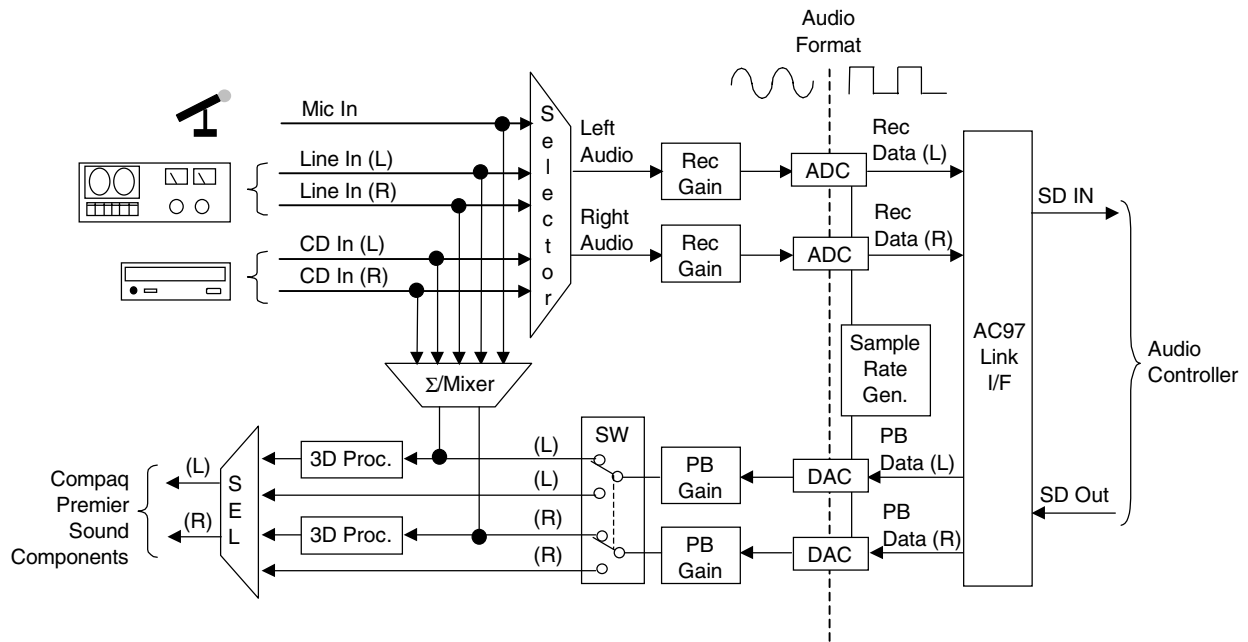 Audio
Format
Mic In
Line In (L)
Line In (R)
CD In (L)
CD In (R)
Selector
Left
Audio
Right
Audio
Rec
Gain
Rec
Gain
ADC
ADC
Rec
Data (L)
Rec
Data (R)
SD IN
AC97
Link
I/F
Audio
Controller
Sample
Rate
Gen.
Σ/Mixer
SW
3D Proc.
(L)
(L)
3D Proc.
(R)
(R)
PB
Gain
PB
Gain
DAC
DAC
PB
Data (L)
PB
Data (R)
SD Out
SEL
(L)
(R)
Compaq
Premier
Sound
Components